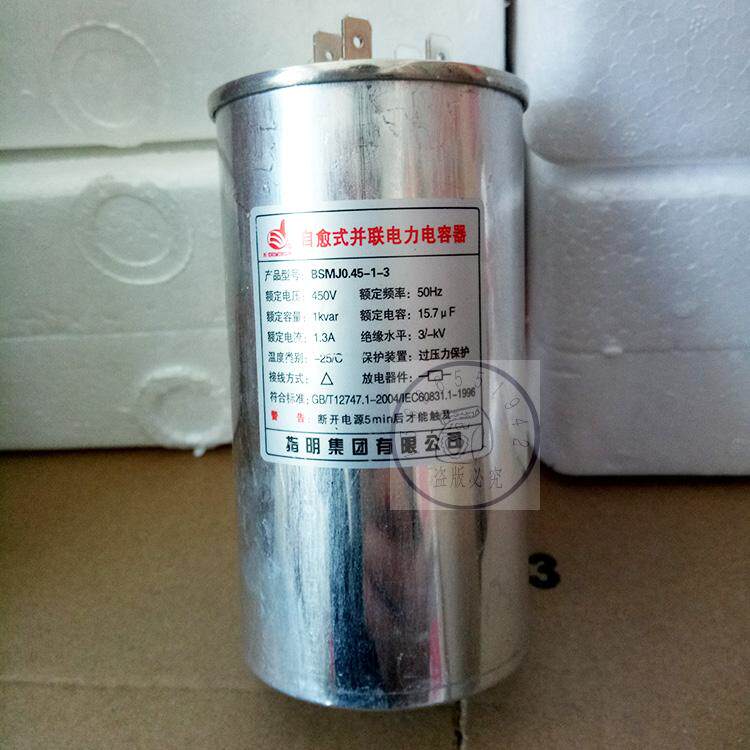 自愈式并联电力电容器
产品型号: BSMJ0.45-1-3
额定电压: 450V 额定频率: 50Hz
额定容量: 1kvar 额定电容: 15.7μF
额定电流: 1.3A 绝缘水平: 3/-kV
温度类别: -25/C 保护装置: 过压力保护
接线方式: △ 放电器件:
符合标准: GB/T12747.1-2004/IEC60831.1-1996
警 告: 断开电源5min后才能触及
指明集团有限公司
盗版必究
3